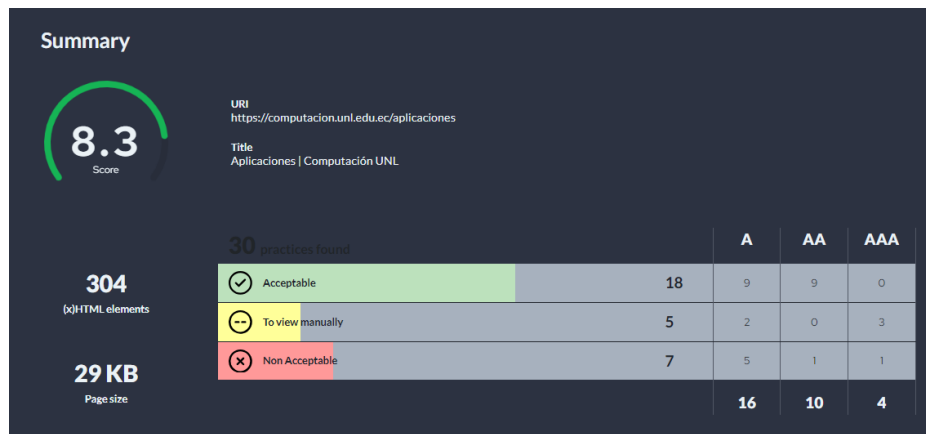 Summary
8.3
Score
URI
https://computacion.unl.edu.ec/aplicaciones
Title
Aplicaciones | Computación UNL
304
(x)HTML elements
29 KB
Page size
30 practices found
A AA AAA
Acceptable 18 9 9 0
To view manually 5 2 0 3
Non Acceptable 7 5 1 1
16 10 4